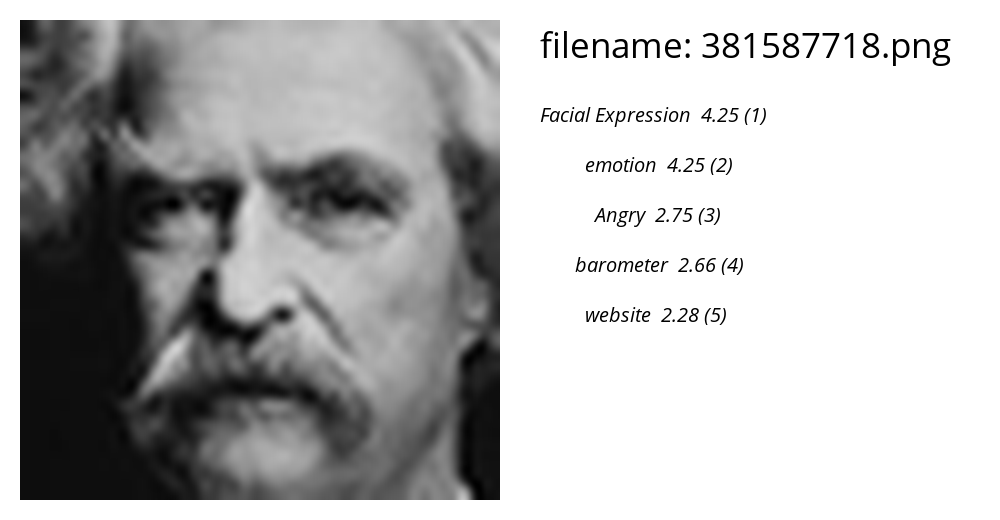 filename: 381587718.png
Facial Expression 4.25 (1)
emotion 4.25 (2)
Angry 2.75 (3)
barometer 2.66 (4)
website 2.28 (5)